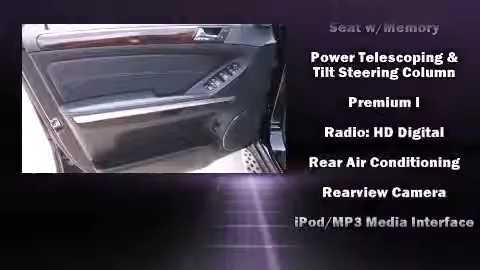 Seat w/Memory
Power Telescoping &
Tilt Steering Column
Premium I
Radio: HD Digital
Rear Air Conditioning
Rearview Camera
iPod/MP3 Media Interface